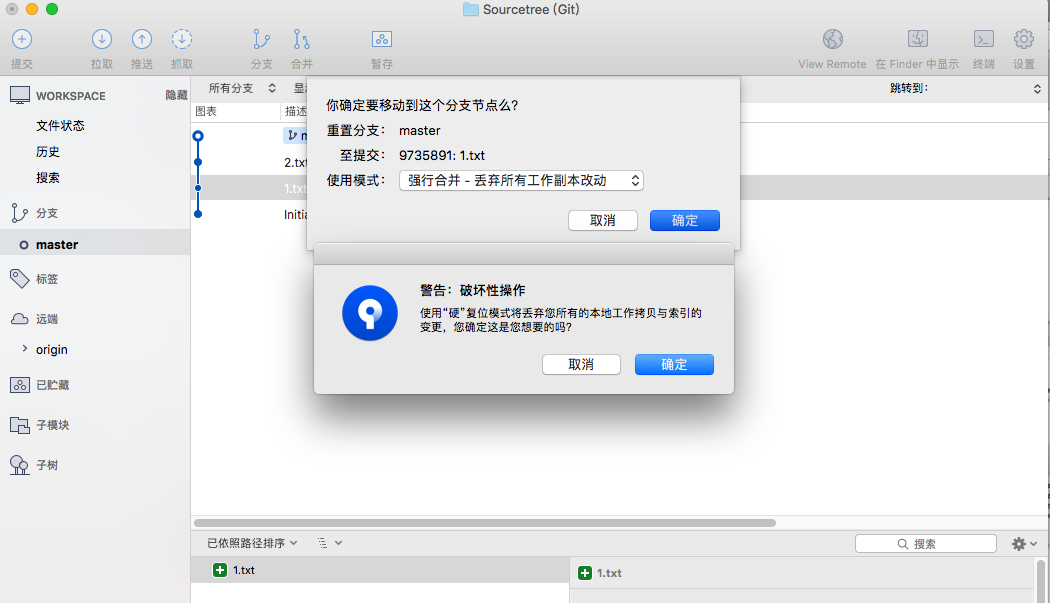 Sourcetree (Git)
提交
拉取
推送
抓取
分支
合并
暂存
View Remote
在 Finder 中显示
终端
设置
WORKSPACE
隐藏
文件状态
历史
搜索
分支
master
标签
远端
origin
已贮藏
子模块
子树
所有分支
跳转到:
图表
描述
2.txt
1.txt
你确定要移动到这个分支节点么?
重置分支: master
至提交: 9735891: 1.txt
使用模式: 强行合并 - 丢弃所有工作副本改动
取消
确定
警告:破坏性操作
使用“硬”复位模式将丢弃您所有的本地工作拷贝与索引的
变更，您确定这是您想要的吗?
取消
确定
已依照路径排序
搜索
1.txt
1.txt